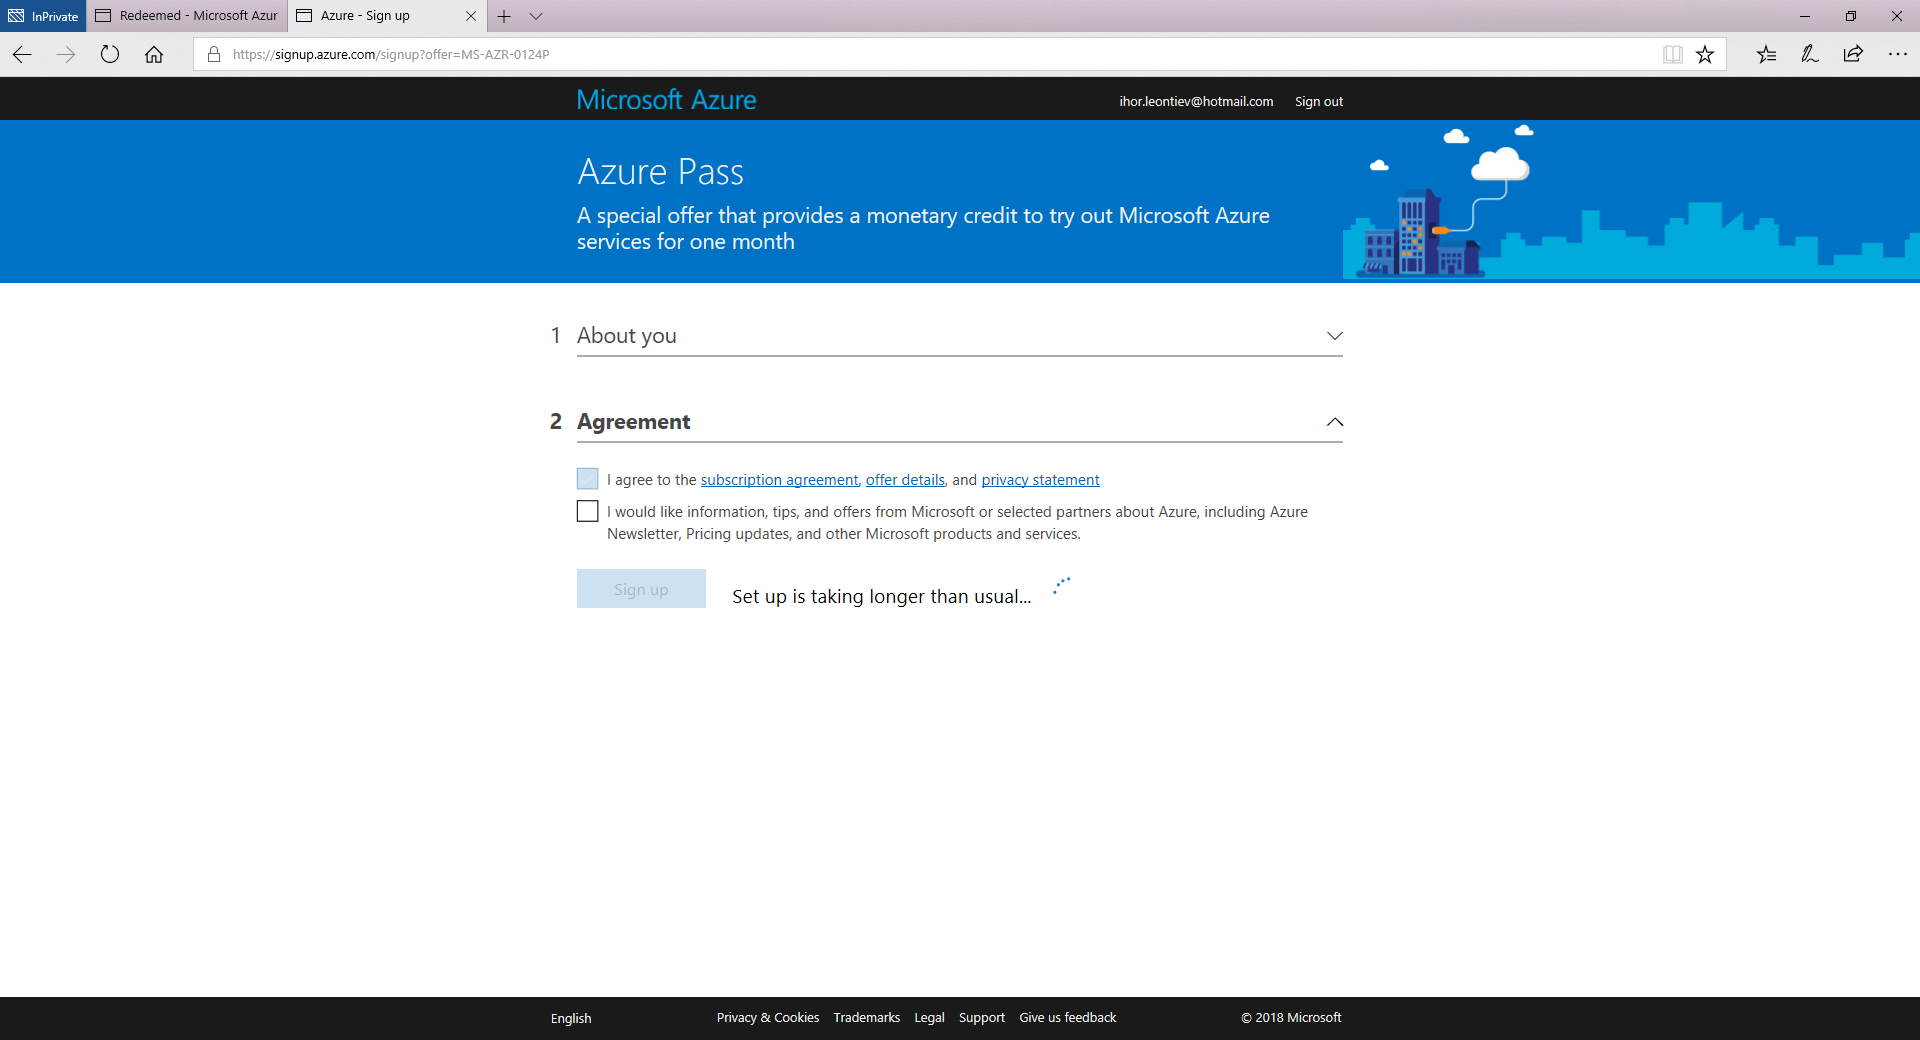 InPrivate
Redeemed - Microsoft Azur
Azure - Sign up
https://signup.azure.com/signup?offer=MS-AZR-0124P
Microsoft Azure
ihor.leontiev@hotmail.com
Sign out
Azure Pass
A special offer that provides a monetary credit to try out Microsoft Azure
services for one month
1 About you
2 Agreement
I agree to the subscription agreement, offer details, and privacy statement
I would like information, tips, and offers from Microsoft or selected partners about Azure, including Azure
Newsletter, Pricing updates, and other Microsoft products and services.
Sign up
Set up is taking longer than usual...
English
Privacy & Cookies
Trademarks
Legal
Support
Give us feedback
© 2018 Microsoft